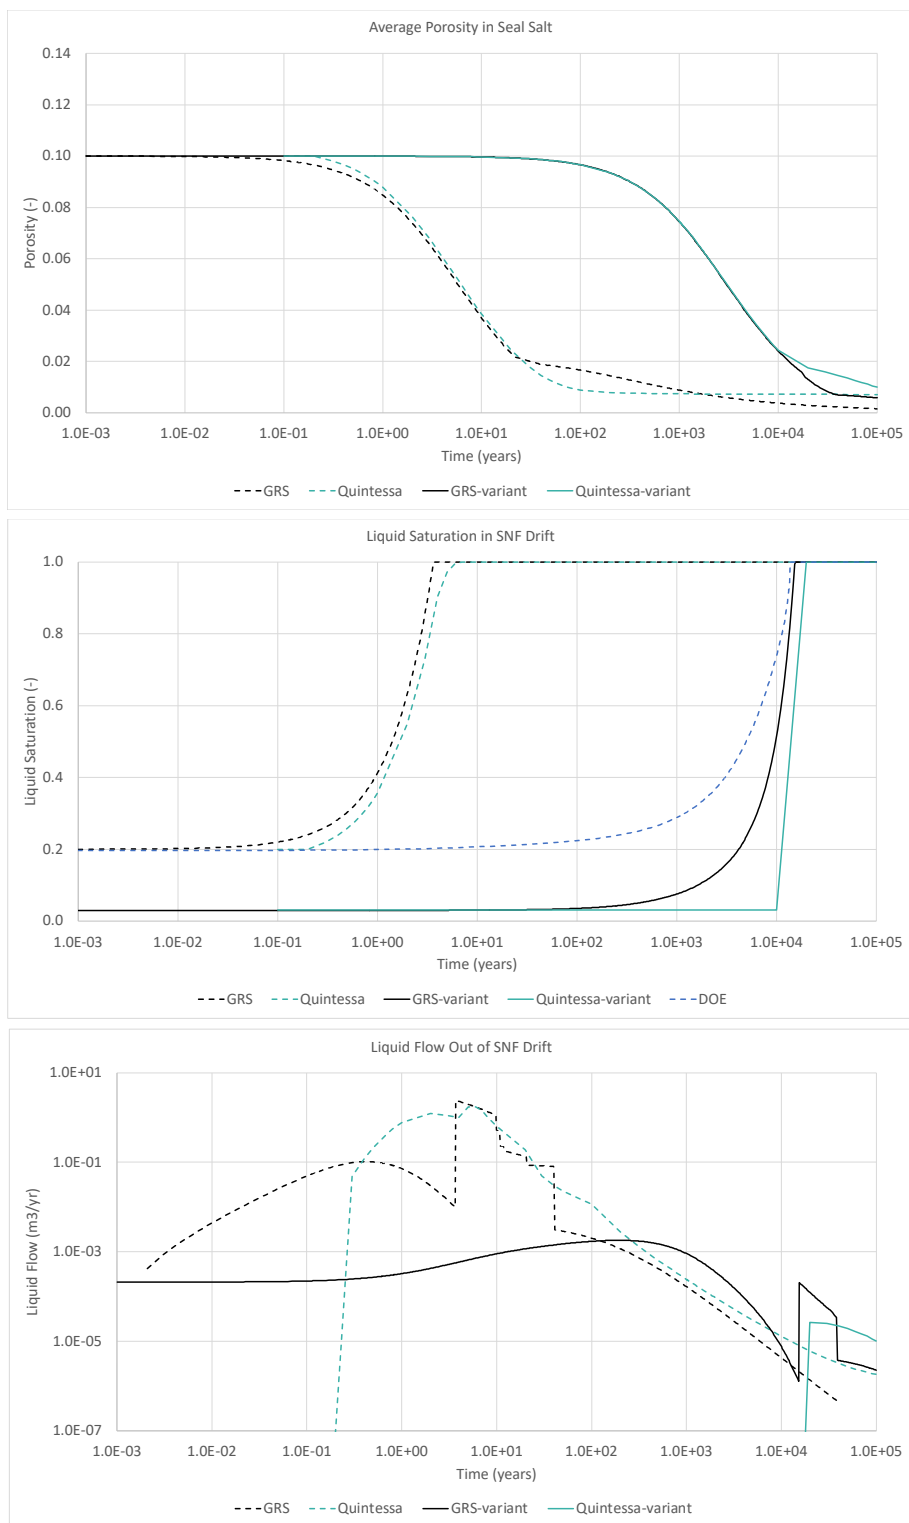 Average Porosity in Seal Salt
0.14
0.12
0.10
0.08
0.06
0.04
0.02
0.00
Porosity (-)
1.0E-03 1.0E-02 1.0E-01 1.0E+00 1.0E+01 1.0E+02 1.0E+03 1.0E+04 1.0E+05
Time (years)
GRS Quintessa GRS-variant Quintessa-variant
Liquid Saturation in SNF Drift
1.0
0.8
0.6
0.4
0.2
0.0
Liquid Saturation (-)
1.0E-03 1.0E-02 1.0E-01 1.0E+00 1.0E+01 1.0E+02 1.0E+03 1.0E+04 1.0E+05
Time (years)
GRS Quintessa GRS-variant Quintessa-variant DOE
Liquid Flow Out of SNF Drift
1.0E+01
1.0E-01
1.0E-03
1.0E-05
1.0E-07
Liquid Flow (m3/yr)
1.0E-03 1.0E-02 1.0E-01 1.0E+00 1.0E+01 1.0E+02 1.0E+03 1.0E+04 1.0E+05
Time (years)
GRS Quintessa GRS-variant Quintessa-variant